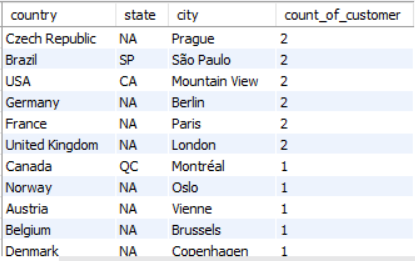 country state city count_of_customer
Czech Republic NA Prague 2
Brazil SP São Paulo 2
USA CA Mountain View 2
Germany NA Berlin 2
France NA Paris 2
United Kingdom NA London 2
Canada QC Montréal 1
Norway NA Oslo 1
Austria NA Vienne 1
Belgium NA Brussels 1
Denmark NA Copenhagen 1